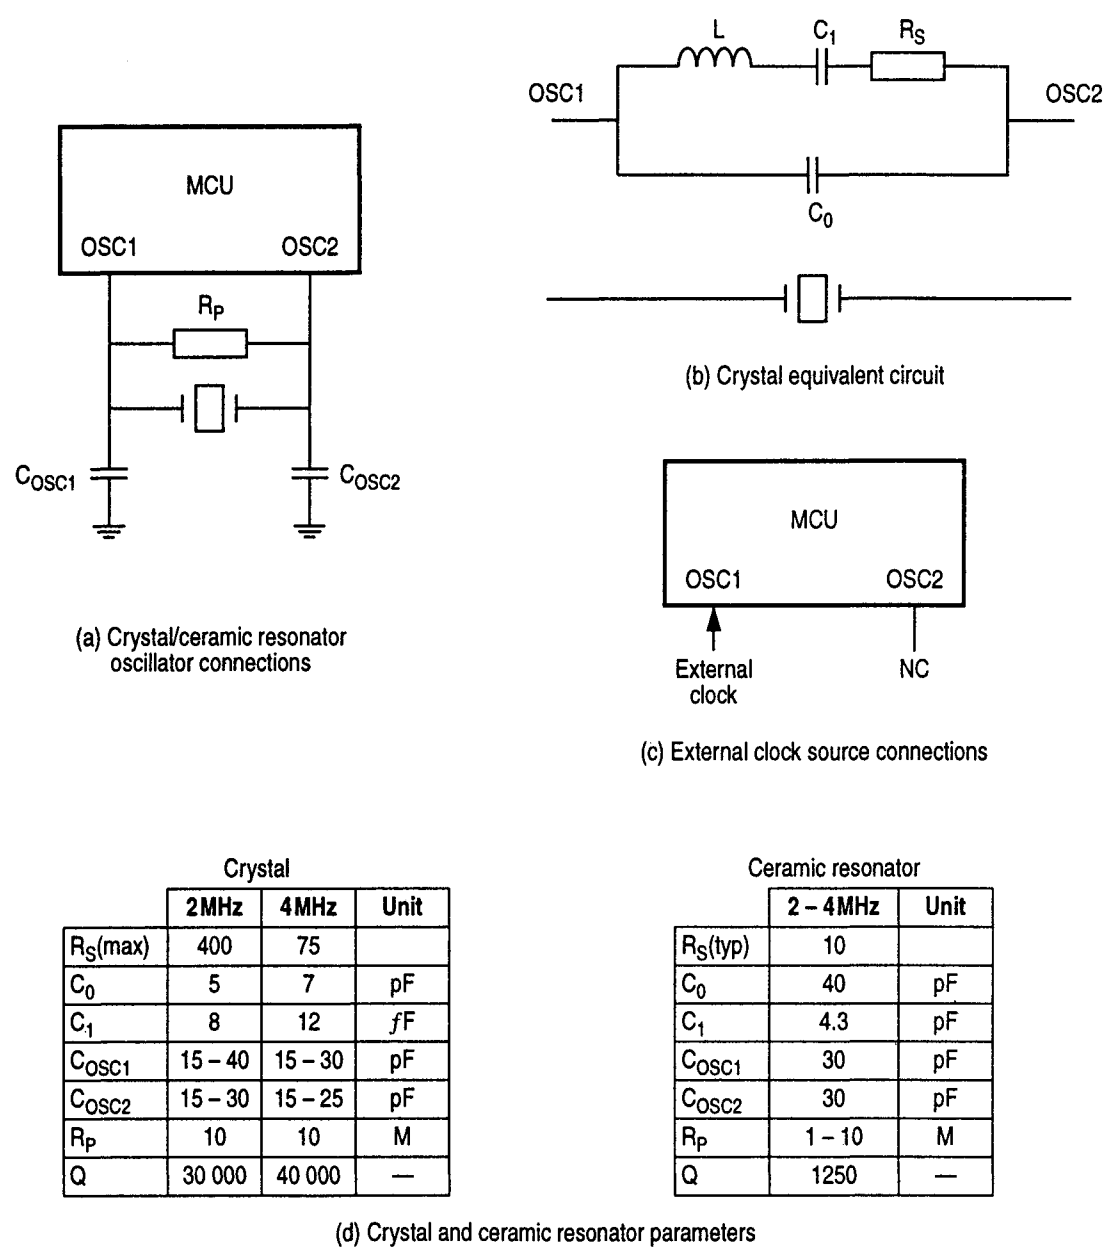 MCU
OSC1 OSC2
R_P
C_OSC1 C_OSC2
(a) Crystal/ceramic resonator
oscillator connections
L C_1 R_S
OSC1 OSC2
C_0
(b) Crystal equivalent circuit
MCU
OSC1 OSC2
External NC
clock
(c) External clock source connections
Crystal
2MHz 4MHz Unit
R_S(max) 400 75
C_0 5 7 pF
C_1 8 12 fF
C_OSC1 15 – 40 15 – 30 pF
C_OSC2 15 – 30 15 – 25 pF
R_P 10 10 M
Q 30 000 40 000 —
Ceramic resonator
2 – 4MHz Unit
R_S(typ) 10
C_0 40 pF
C_1 4.3 pF
C_OSC1 30 pF
C_OSC2 30 pF
R_P 1 – 10 M
Q 1250 —
(d) Crystal and ceramic resonator parameters